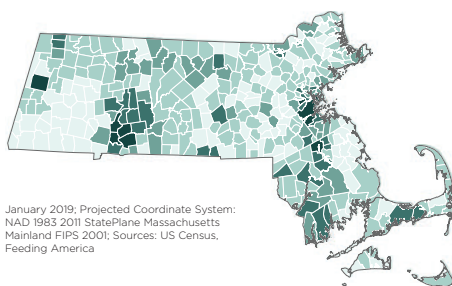 January 2019; Projected Coordinate System:
NAD 1983 2011 StatePlane Massachusetts
Mainland FIPS 2001; Sources: US Census,
Feeding America